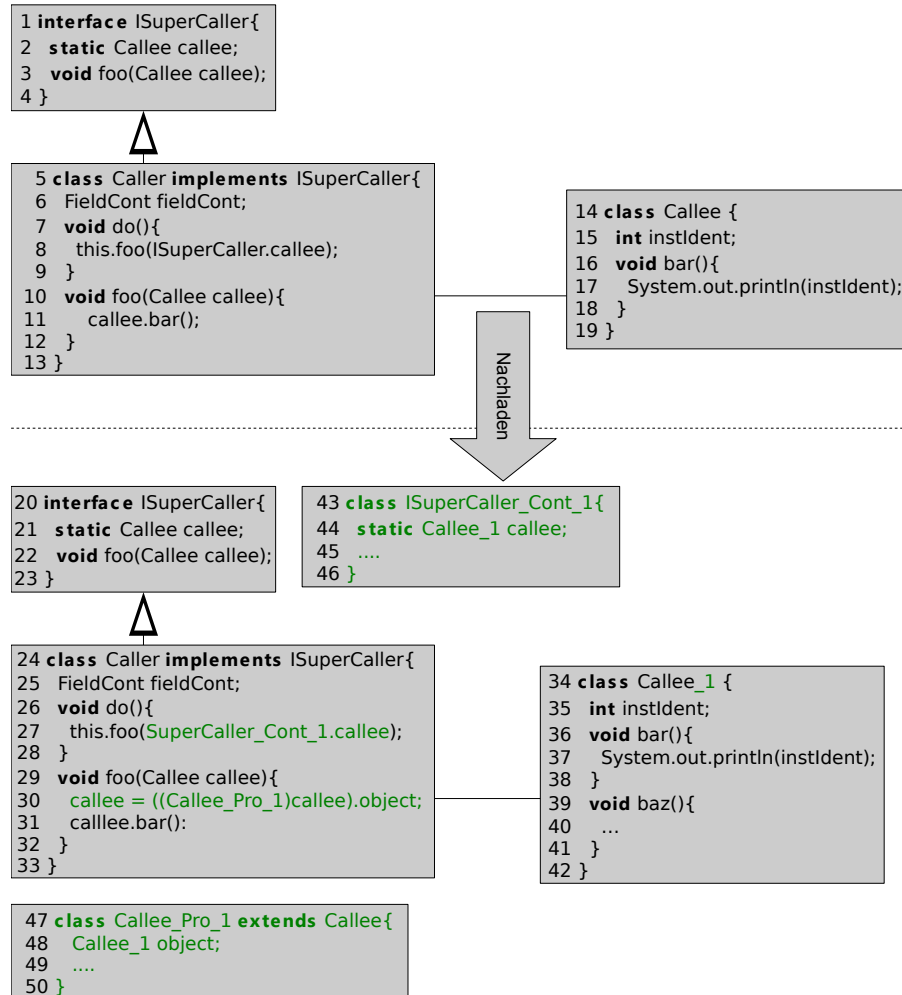 1 interface ISuperCaller{
2 static Callee callee;
3 void foo(Callee callee);
4 }
5 class Caller implements ISuperCaller{
6 FieldCont fieldCont;
7 void do(){
8 this.foo(ISuperCaller.callee);
9 }
10 void foo(Callee callee){
11 callee.bar();
12 }
13 }
14 class Callee {
15 int instIdent;
16 void bar(){
17 System.out.println(instIdent);
18 }
19 }
Nachladen
20 interface ISuperCaller{
21 static Callee callee;
22 void foo(Callee callee);
23 }
43 class ISuperCaller_Cont_1{
44 static Callee_1 callee;
45 ....
46 }
24 class Caller implements ISuperCaller{
25 FieldCont fieldCont;
26 void do(){
27 this.foo(SuperCaller_Cont_1.callee);
28 }
29 void foo(Callee callee){
30 callee = ((Callee_Pro_1)callee).object;
31 calllee.bar():
32 }
33 }
34 class Callee_1 {
35 int instIdent;
36 void bar(){
37 System.out.println(instIdent);
38 }
39 void baz(){
40 ...
41 }
42 }
47 class Callee_Pro_1 extends Callee{
48 Callee_1 object;
49 ....
50 }